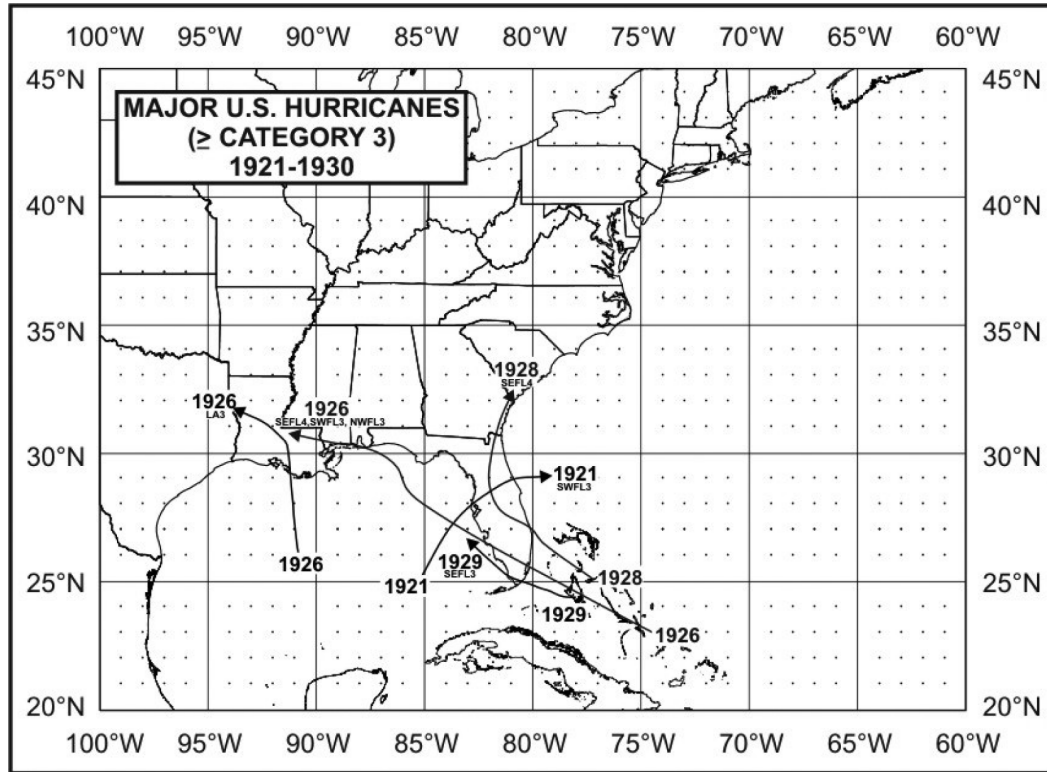 100°W 95°W 90°W 85°W 80°W 75°W 70°W 65°W 60°W
45°N 45°N
MAJOR U.S. HURRICANES
(≥ CATEGORY 3)
1921-1930
40°N 40°N
35°N 35°N
1928
SEFL4
1926
LA3
1926
SEFL4,SWFL3, NWFL3
30°N 30°N
1921
SWFL3
1929
SEFL3
1926
1921
1928
25°N 25°N
1929
1926
20°N 20°N
100°W 95°W 90°W 85°W 80°W 75°W 70°W 65°W 60°W